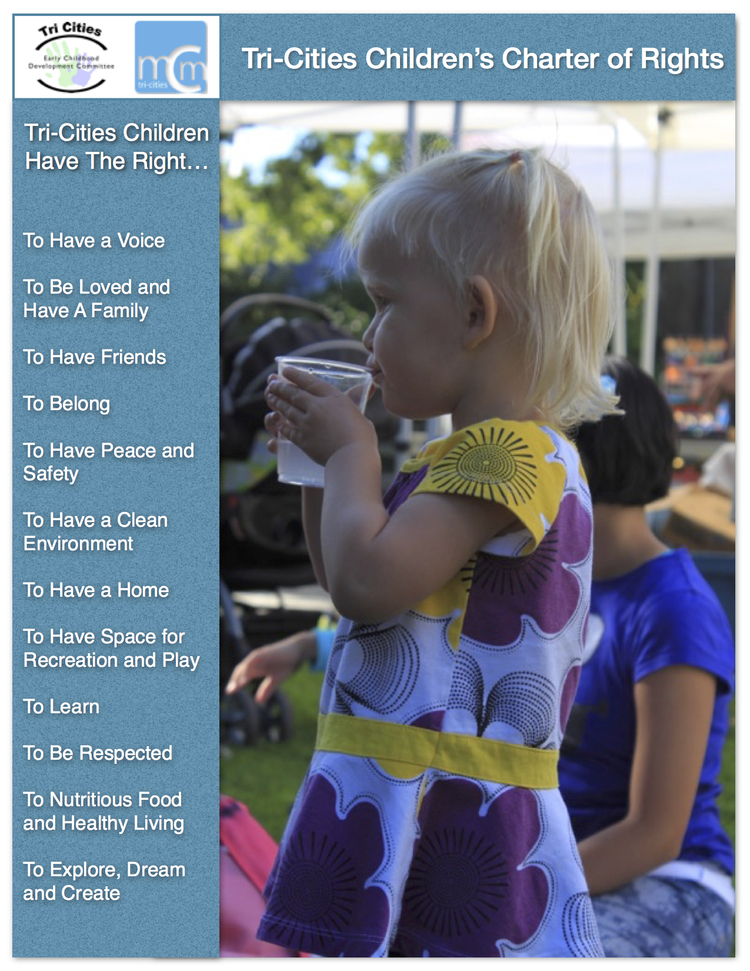 Tri Cities
Early Childhood
Development Committee
mcm
tri-cities
Tri-Cities Children's Charter of Rights
Tri-Cities Children
Have The Right…
To Have a Voice
To Be Loved and
Have A Family
To Have Friends
To Belong
To Have Peace and
Safety
To Have a Clean
Environment
To Have a Home
To Have Space for
Recreation and Play
To Learn
To Be Respected
To Nutritious Food
and Healthy Living
To Explore, Dream
and Create